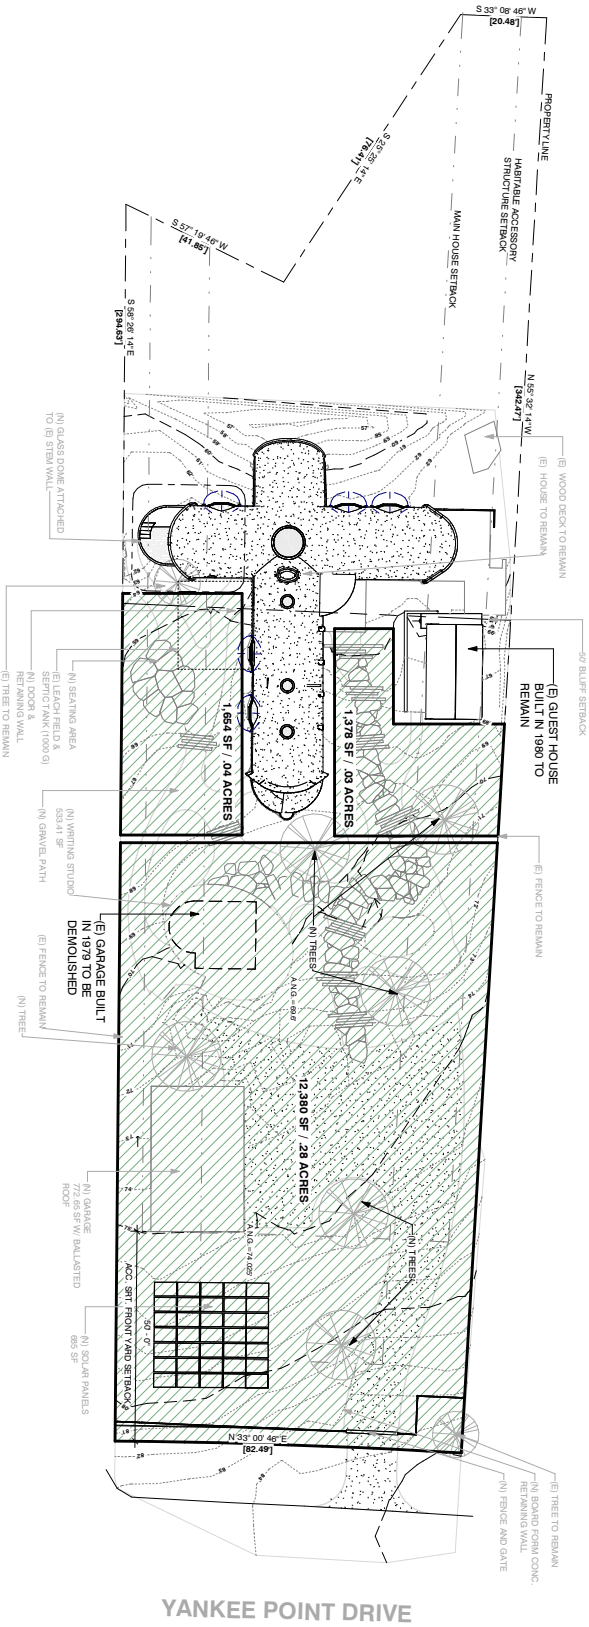 S 33° 08' 46" W
[20.48']
PROPERTY LINE
HABITABLE ACCESSORY
STRUCTURE SETBACK
MAIN HOUSE SETBACK
S 25° 25' 14" E
[76.41']
S 57° 19' 46" W
[41.85']
S 58° 26' 14" E
[294.63']
N 55° 32' 14" W
[342.47']
(E) WOOD DECK TO REMAIN
(E) HOUSE TO REMAIN
(N) GLASS DOME ATTACHED
TO (E) STEM WALL
50' BLUFF SETBACK
(E) GUEST HOUSE
BUILT IN 1980 TO
REMAIN
(N) SEATING AREA
(E) LEACH FIELD &
SEPTIC TANK (1000 G)
(N) DOOR &
RETAINING WALL
(E) TREE TO REMAIN
1,654 SF / .04 ACRES
1,378 SF / .03 ACRES
(N) WRITING STUDIO
533.41 SF
(N) GRAVEL PATH
(E) FENCE TO REMAIN
(E) GARAGE BUILT
IN 1979 TO BE
DEMOLISHED
(N) TREES
(E) FENCE TO REMAIN
(N) TREE
A.N.G. = 69.6'
12,380 SF / .28 ACRES
(N) GARAGE
772.65 SF W/ BALLASTED
ROOF
A.N.G. = 74.025'
(N) TREES
ACC. SRT. FRONT YARD SETBACK
50' - 0"
(N) SOLAR PANELS
685 SF
N 33° 00' 46" E
[82.49']
(E) TREE TO REMAIN
(N) BOARD FORM CONC.
RETAINING WALL
(N) FENCE AND GATE
YANKEE POINT DRIVE